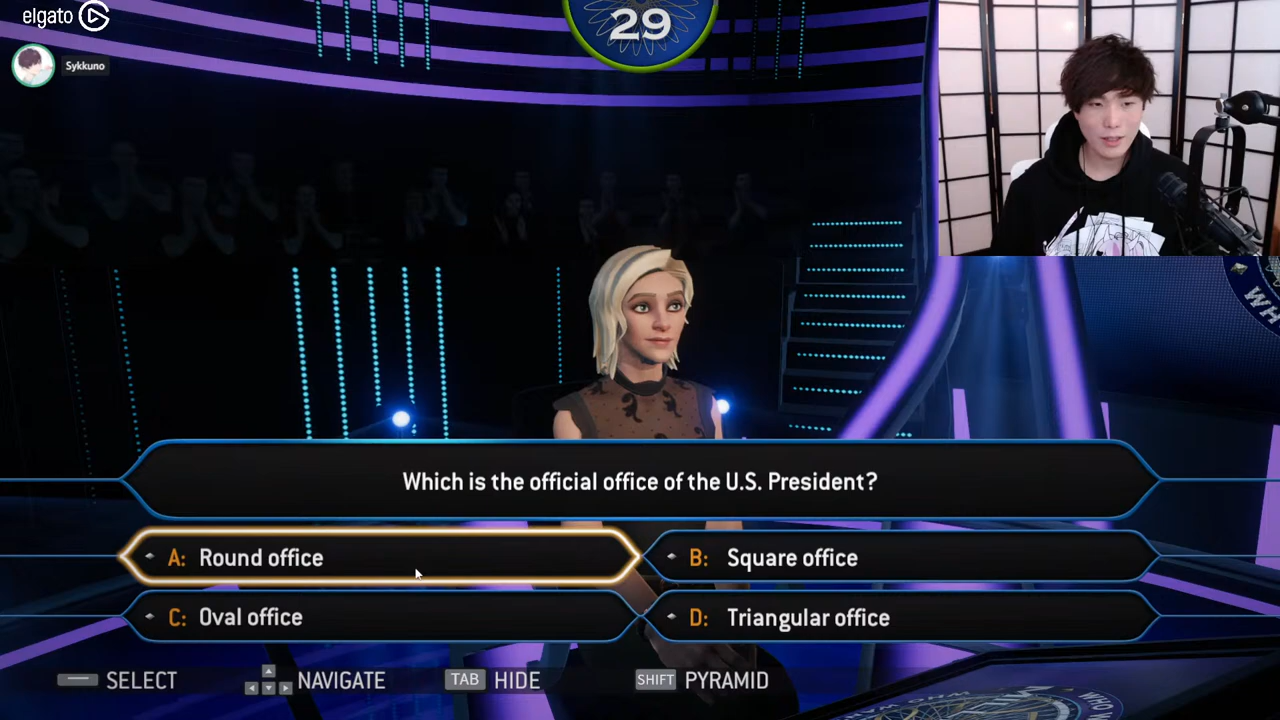 elgato
29
Sykkuno
WH
Which is the official office of the U.S. President?
A: Round office
B: Square office
C: Oval office
D: Triangular office
SELECT
NAVIGATE
TAB HIDE
SHIFT PYRAMID